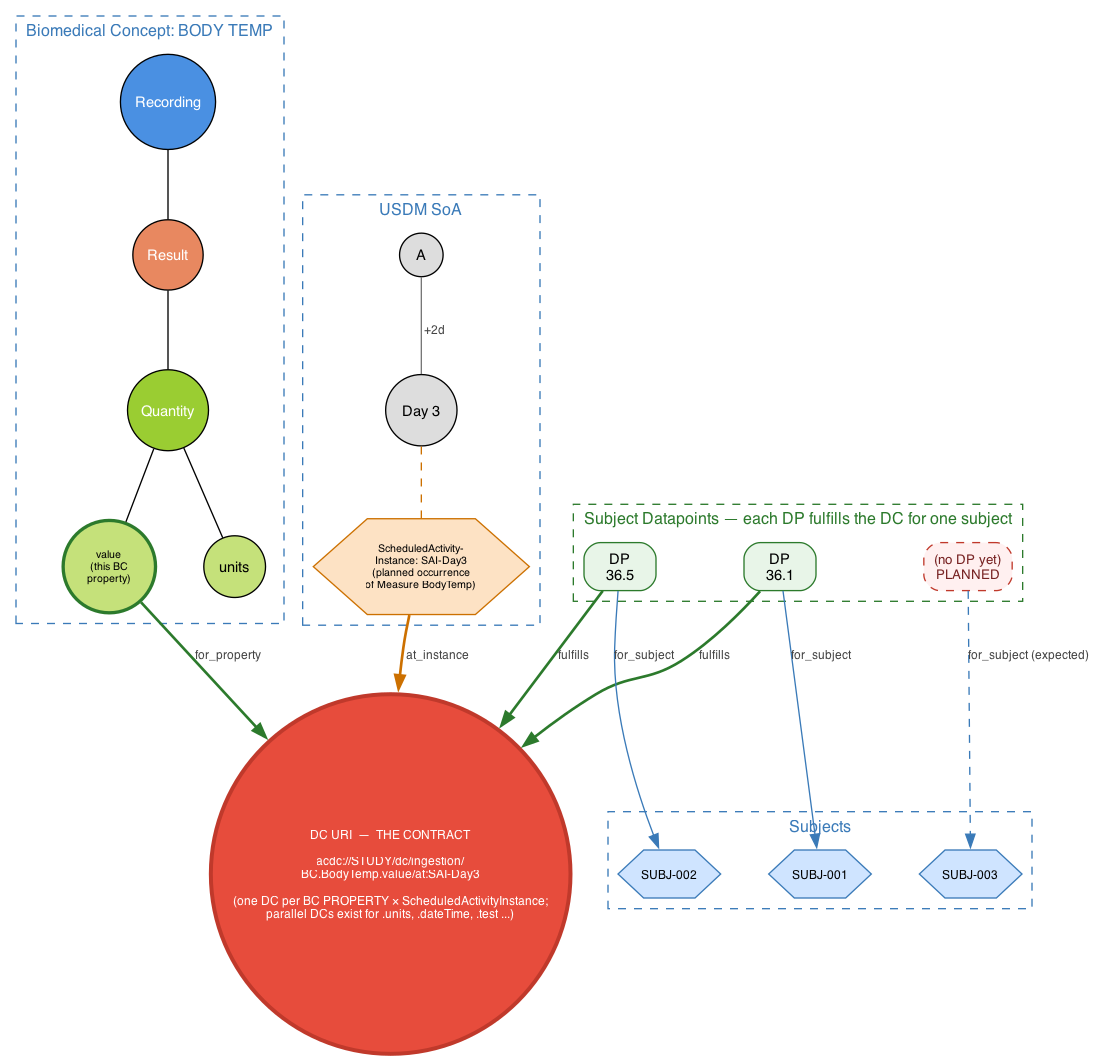 Biomedical Concept: BODY TEMP
Recording
Result
Quantity
value
(this BC
property)
units
USDM SoA
A
+2d
Day 3
ScheduledActivity-
Instance: SAI-Day3
(planned occurrence
of Measure BodyTemp)
Subject Datapoints — each DP fulfills the DC for one subject
DP
36.5
DP
36.1
(no DP yet)
PLANNED
for_property
at_instance
fulfills
for_subject
fulfills
for_subject
for_subject (expected)
DC URI — THE CONTRACT
acdc://STUDY/dc/ingestion/
BC.BodyTemp.value/at:SAI-Day3
(one DC per BC PROPERTY × ScheduledActivityInstance;
parallel DCs exist for .units, .dateTime, .test ...)
Subjects
SUBJ-002
SUBJ-001
SUBJ-003